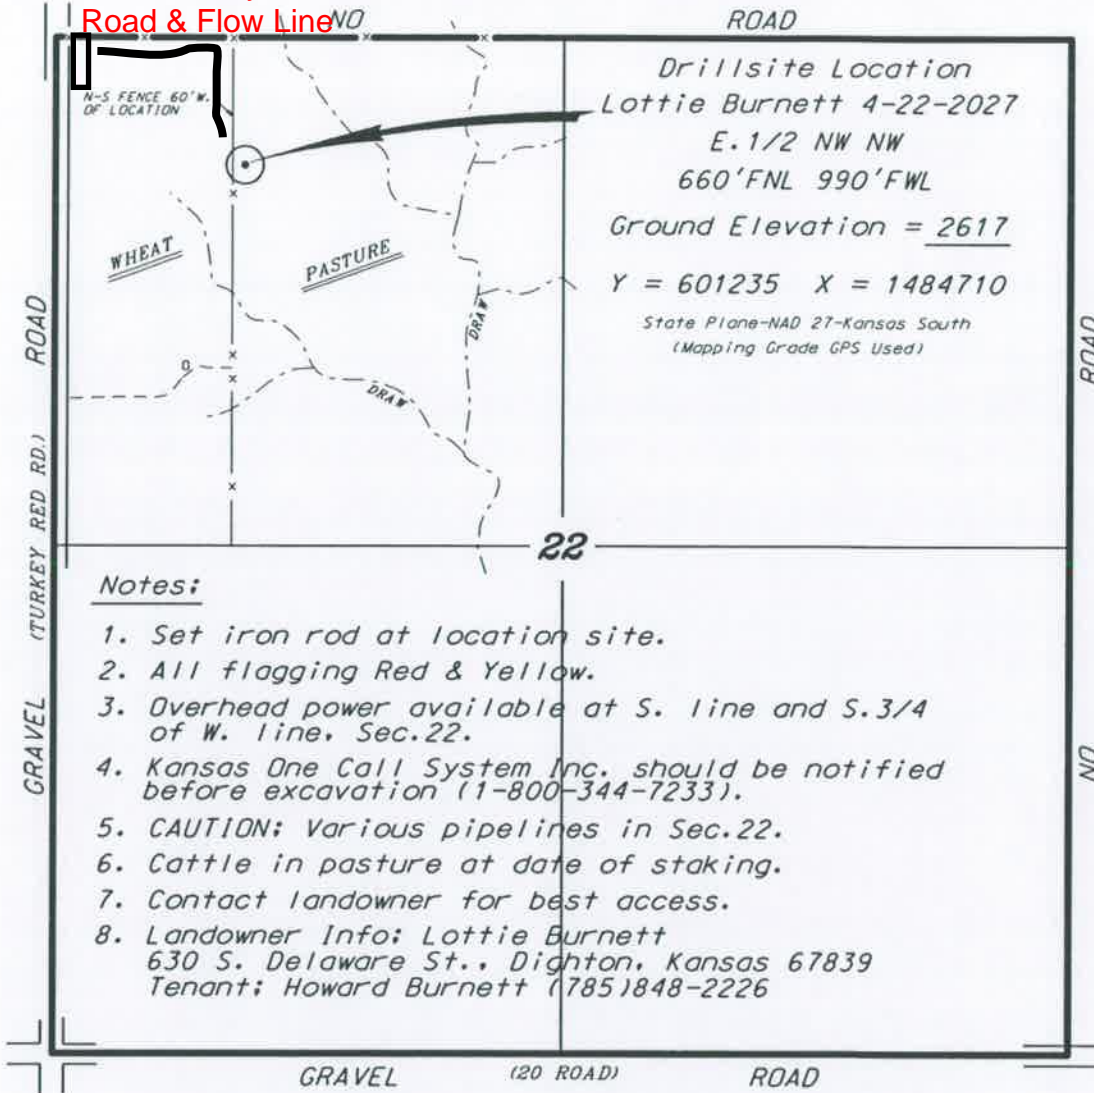 Road & Flow Line
NO ROAD
N-S FENCE 60'W.
OF LOCATION
Drillsite Location
Lottie Burnett 4-22-2027
E.1/2 NW NW
660'FNL 990'FWL
Ground Elevation = 2617
Y = 601235 X = 1484710
State Plane-NAD 27-Kansas South
(Mapping Grade GPS Used)
WHEAT
PASTURE
DRAW
DRAW
GRAVEL (TURKEY RED RD.) ROAD
NO ROAD
22
Notes:
1. Set iron rod at location site.
2. All flagging Red & Yellow.
3. Overhead power available at S. line and S.3/4
of W. line, Sec.22.
4. Kansas One Call System Inc. should be notified
before excavation (1-800-344-7233).
5. CAUTION: Various pipelines in Sec.22.
6. Cattle in pasture at date of staking.
7. Contact landowner for best access.
8. Landowner Info: Lottie Burnett
630 S. Delaware St., Dighton, Kansas 67839
Tenant: Howard Burnett (785)848-2226
GRAVEL (20 ROAD) ROAD